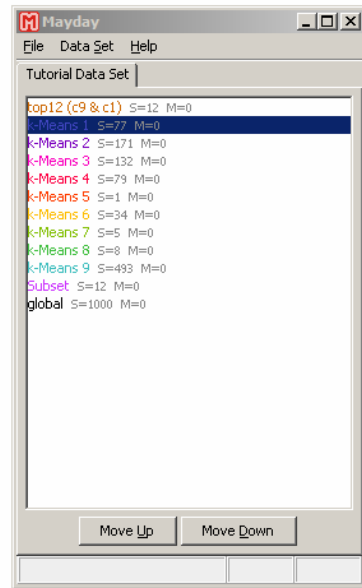 Mayday
File Data Set Help
Tutorial Data Set
top12 (c9 & c1) S=12 M=0
k-Means 1 S=77 M=0
k-Means 2 S=171 M=0
k-Means 3 S=132 M=0
k-Means 4 S=79 M=0
k-Means 5 S=1 M=0
k-Means 6 S=34 M=0
k-Means 7 S=5 M=0
k-Means 8 S=8 M=0
k-Means 9 S=493 M=0
Subset S=12 M=0
global S=1000 M=0
Move Up Move Down